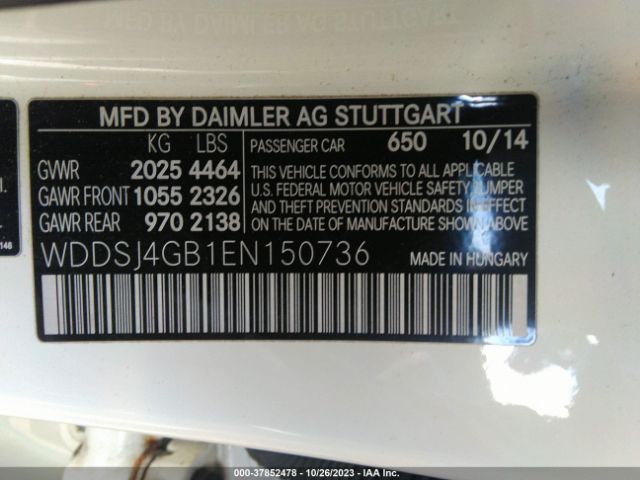 MFD BY DAIMLER AG STUTTGART
KG LBS
PASSENGER CAR 650 10/14
GVWR 2025 4464
GAWR FRONT 1055 2326
GAWR REAR 970 2138
THIS VEHICLE CONFORMS TO ALL APPLICABLE
U.S. FEDERAL MOTOR VEHICLE SAFETY, BUMPER
AND THEFT PREVENTION STANDARDS IN EFFECT
ON THE DATE OF MANUFACTURE SHOWN ABOVE.
WDDSJ4GB1EN150736
MADE IN HUNGARY
000-37852478 | 10/26/2023 | IAA Inc.